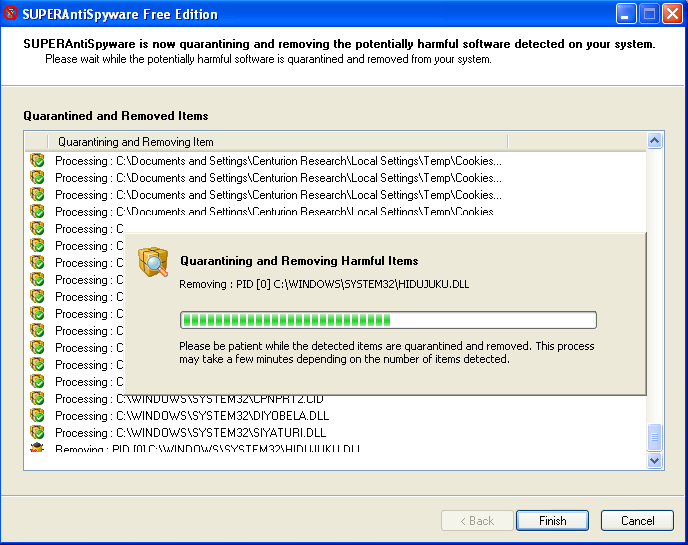 SUPERAntiSpyware Free Edition
SUPERAntiSpyware is now quarantining and removing the potentially harmful software detected on your system.
Please wait while the potentially harmful software is quarantined and removed from your system.
Quarantined and Removed Items
Quarantining and Removing Item
Processing : C:\Documents and Settings\Centurion Research\Local Settings\Temp\Cookies...
Processing : C:\Documents and Settings\Centurion Research\Local Settings\Temp\Cookies...
Processing : C:\Documents and Settings\Centurion Research\Local Settings\Temp\Cookies...
Processing : C:\Documents and Settings\Centurion Research\Local Settings\Temp\Cookies
Processing : C
Processing : C
Processing : C
Processing : C
Processing : C
Processing : C
Processing : C
Processing : C
Processing : C
Processing : C
Quarantining and Removing Harmful Items
Removing : PID [0] C:\WINDOWS\SYSTEM32\HIDUJUKU.DLL
Please be patient while the detected items are quarantined and removed. This process
may take a few minutes depending on the number of items detected.
Processing : C:\WINDOWS\SYSTEM32\CPNPRT2.CID
Processing : C:\WINDOWS\SYSTEM32\DIYOBELA.DLL
Processing : C:\WINDOWS\SYSTEM32\SIYATURI.DLL
Removing : PID [0] C:\WINDOWS\SYSTEM32\HIDUJUKU.DLL
< Back
Finish
Cancel